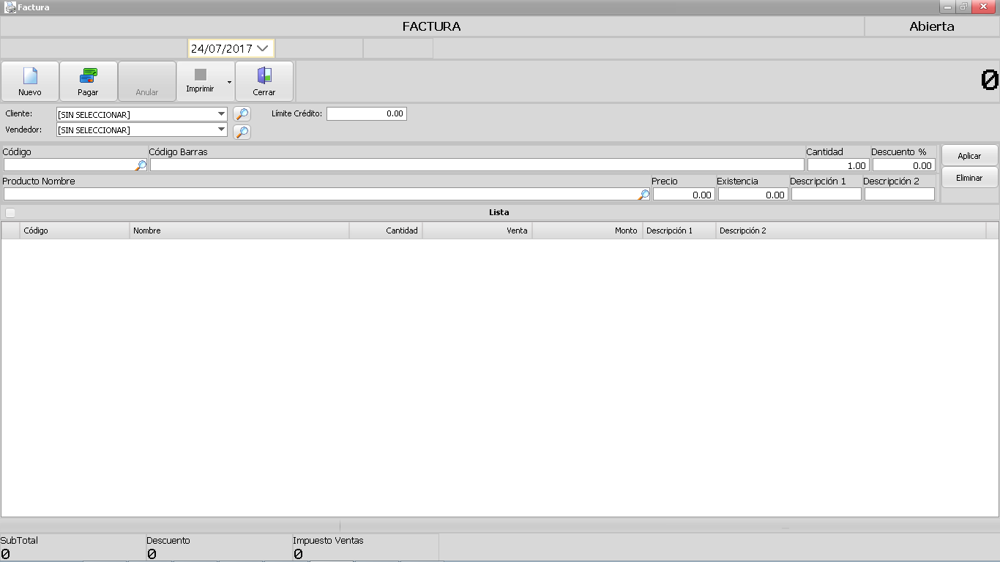 Factura
FACTURA Abierta
24/07/2017
Nuevo Pagar Anular Imprimir Cerrar 0
Cliente: [SIN SELECCIONAR] Límite Crédito: 0.00
Vendedor: [SIN SELECCIONAR]
Código Código Barras Cantidad Descuento % Aplicar
1.00 0.00
Producto Nombre Precio Existencia Descripción 1 Descripción 2 Eliminar
0.00 0.00
Lista
Código Nombre Cantidad Venta Monto Descripción 1 Descripción 2
SubTotal Descuento Impuesto Ventas
0 0 0